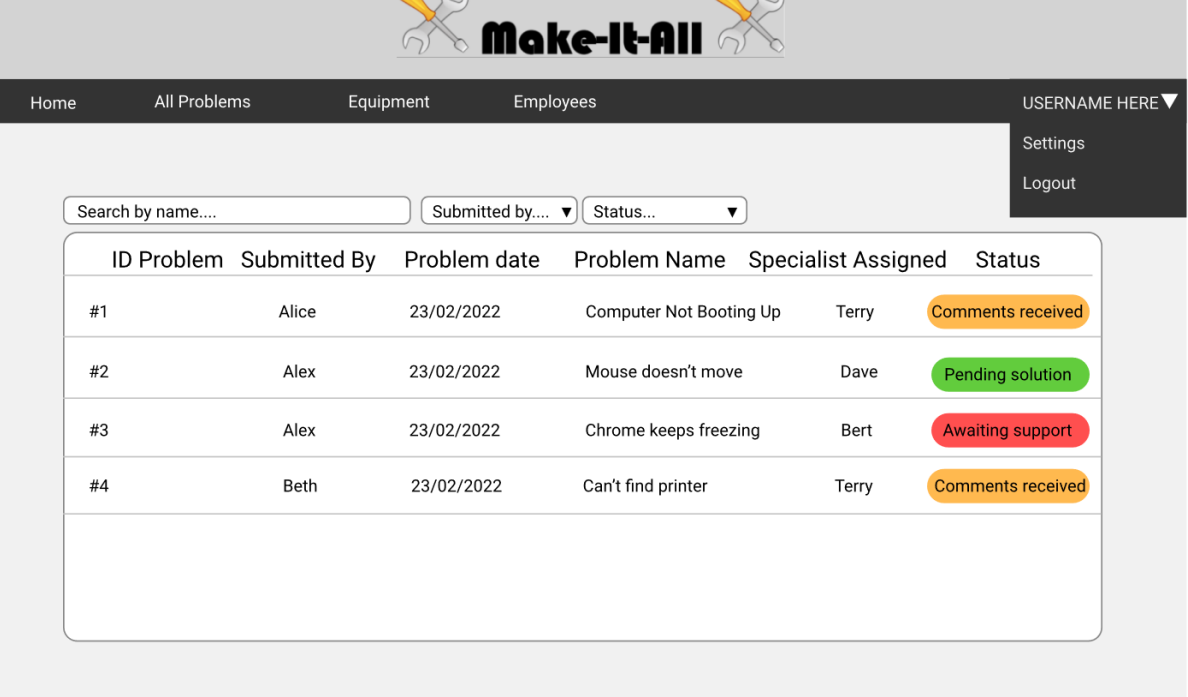 Make-It-All
Home All Problems Equipment Employees USERNAME HERE▼
Settings
Logout
Search by name.... Submitted by.... ▼ Status... ▼
ID Problem Submitted By Problem date Problem Name Specialist Assigned Status
#1 Alice 23/02/2022 Computer Not Booting Up Terry Comments received
#2 Alex 23/02/2022 Mouse doesn’t move Dave Pending solution
#3 Alex 23/02/2022 Chrome keeps freezing Bert Awaiting support
#4 Beth 23/02/2022 Can’t find printer Terry Comments received